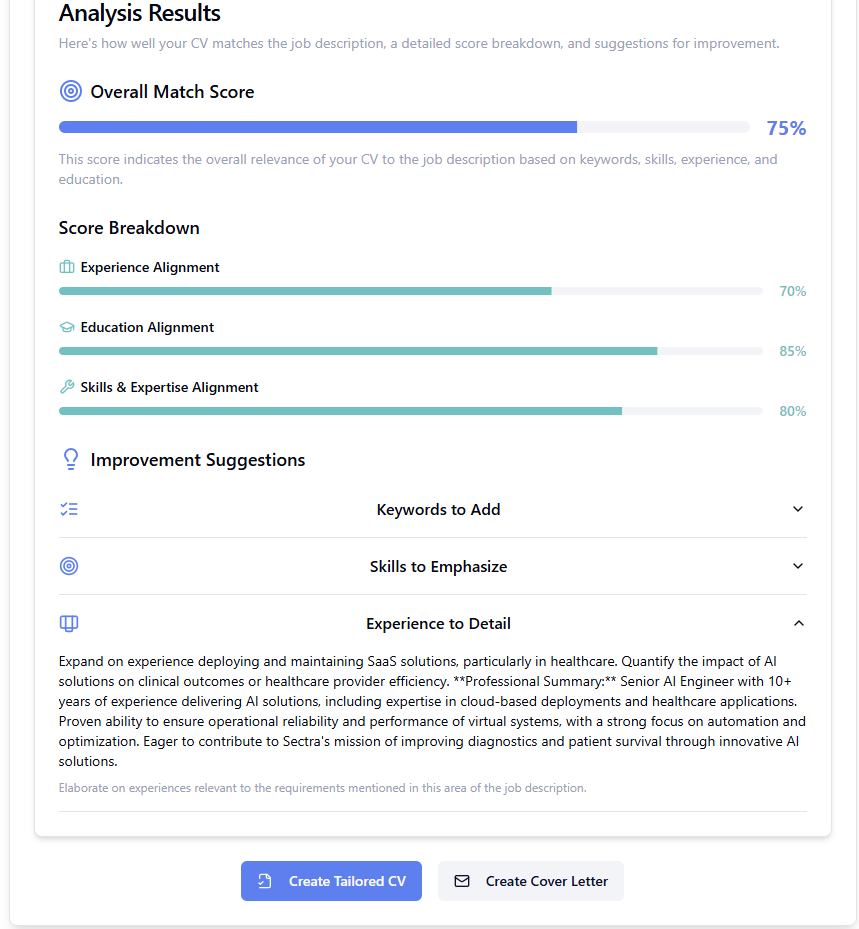 Analysis Results
Here's how well your CV matches the job description, a detailed score breakdown, and suggestions for improvement.
Overall Match Score
75%
This score indicates the overall relevance of your CV to the job description based on keywords, skills, experience, and
education.
Score Breakdown
Experience Alignment
70%
Education Alignment
85%
Skills & Expertise Alignment
80%
Improvement Suggestions
Keywords to Add
Skills to Emphasize
Experience to Detail
Expand on experience deploying and maintaining SaaS solutions, particularly in healthcare. Quantify the impact of AI
solutions on clinical outcomes or healthcare provider efficiency. **Professional Summary:** Senior AI Engineer with 10+
years of experience delivering AI solutions, including expertise in cloud-based deployments and healthcare applications.
Proven ability to ensure operational reliability and performance of virtual systems, with a strong focus on automation and
optimization. Eager to contribute to Sectra's mission of improving diagnostics and patient survival through innovative AI
solutions.
Elaborate on experiences relevant to the requirements mentioned in this area of the job description.
Create Tailored CV
Create Cover Letter